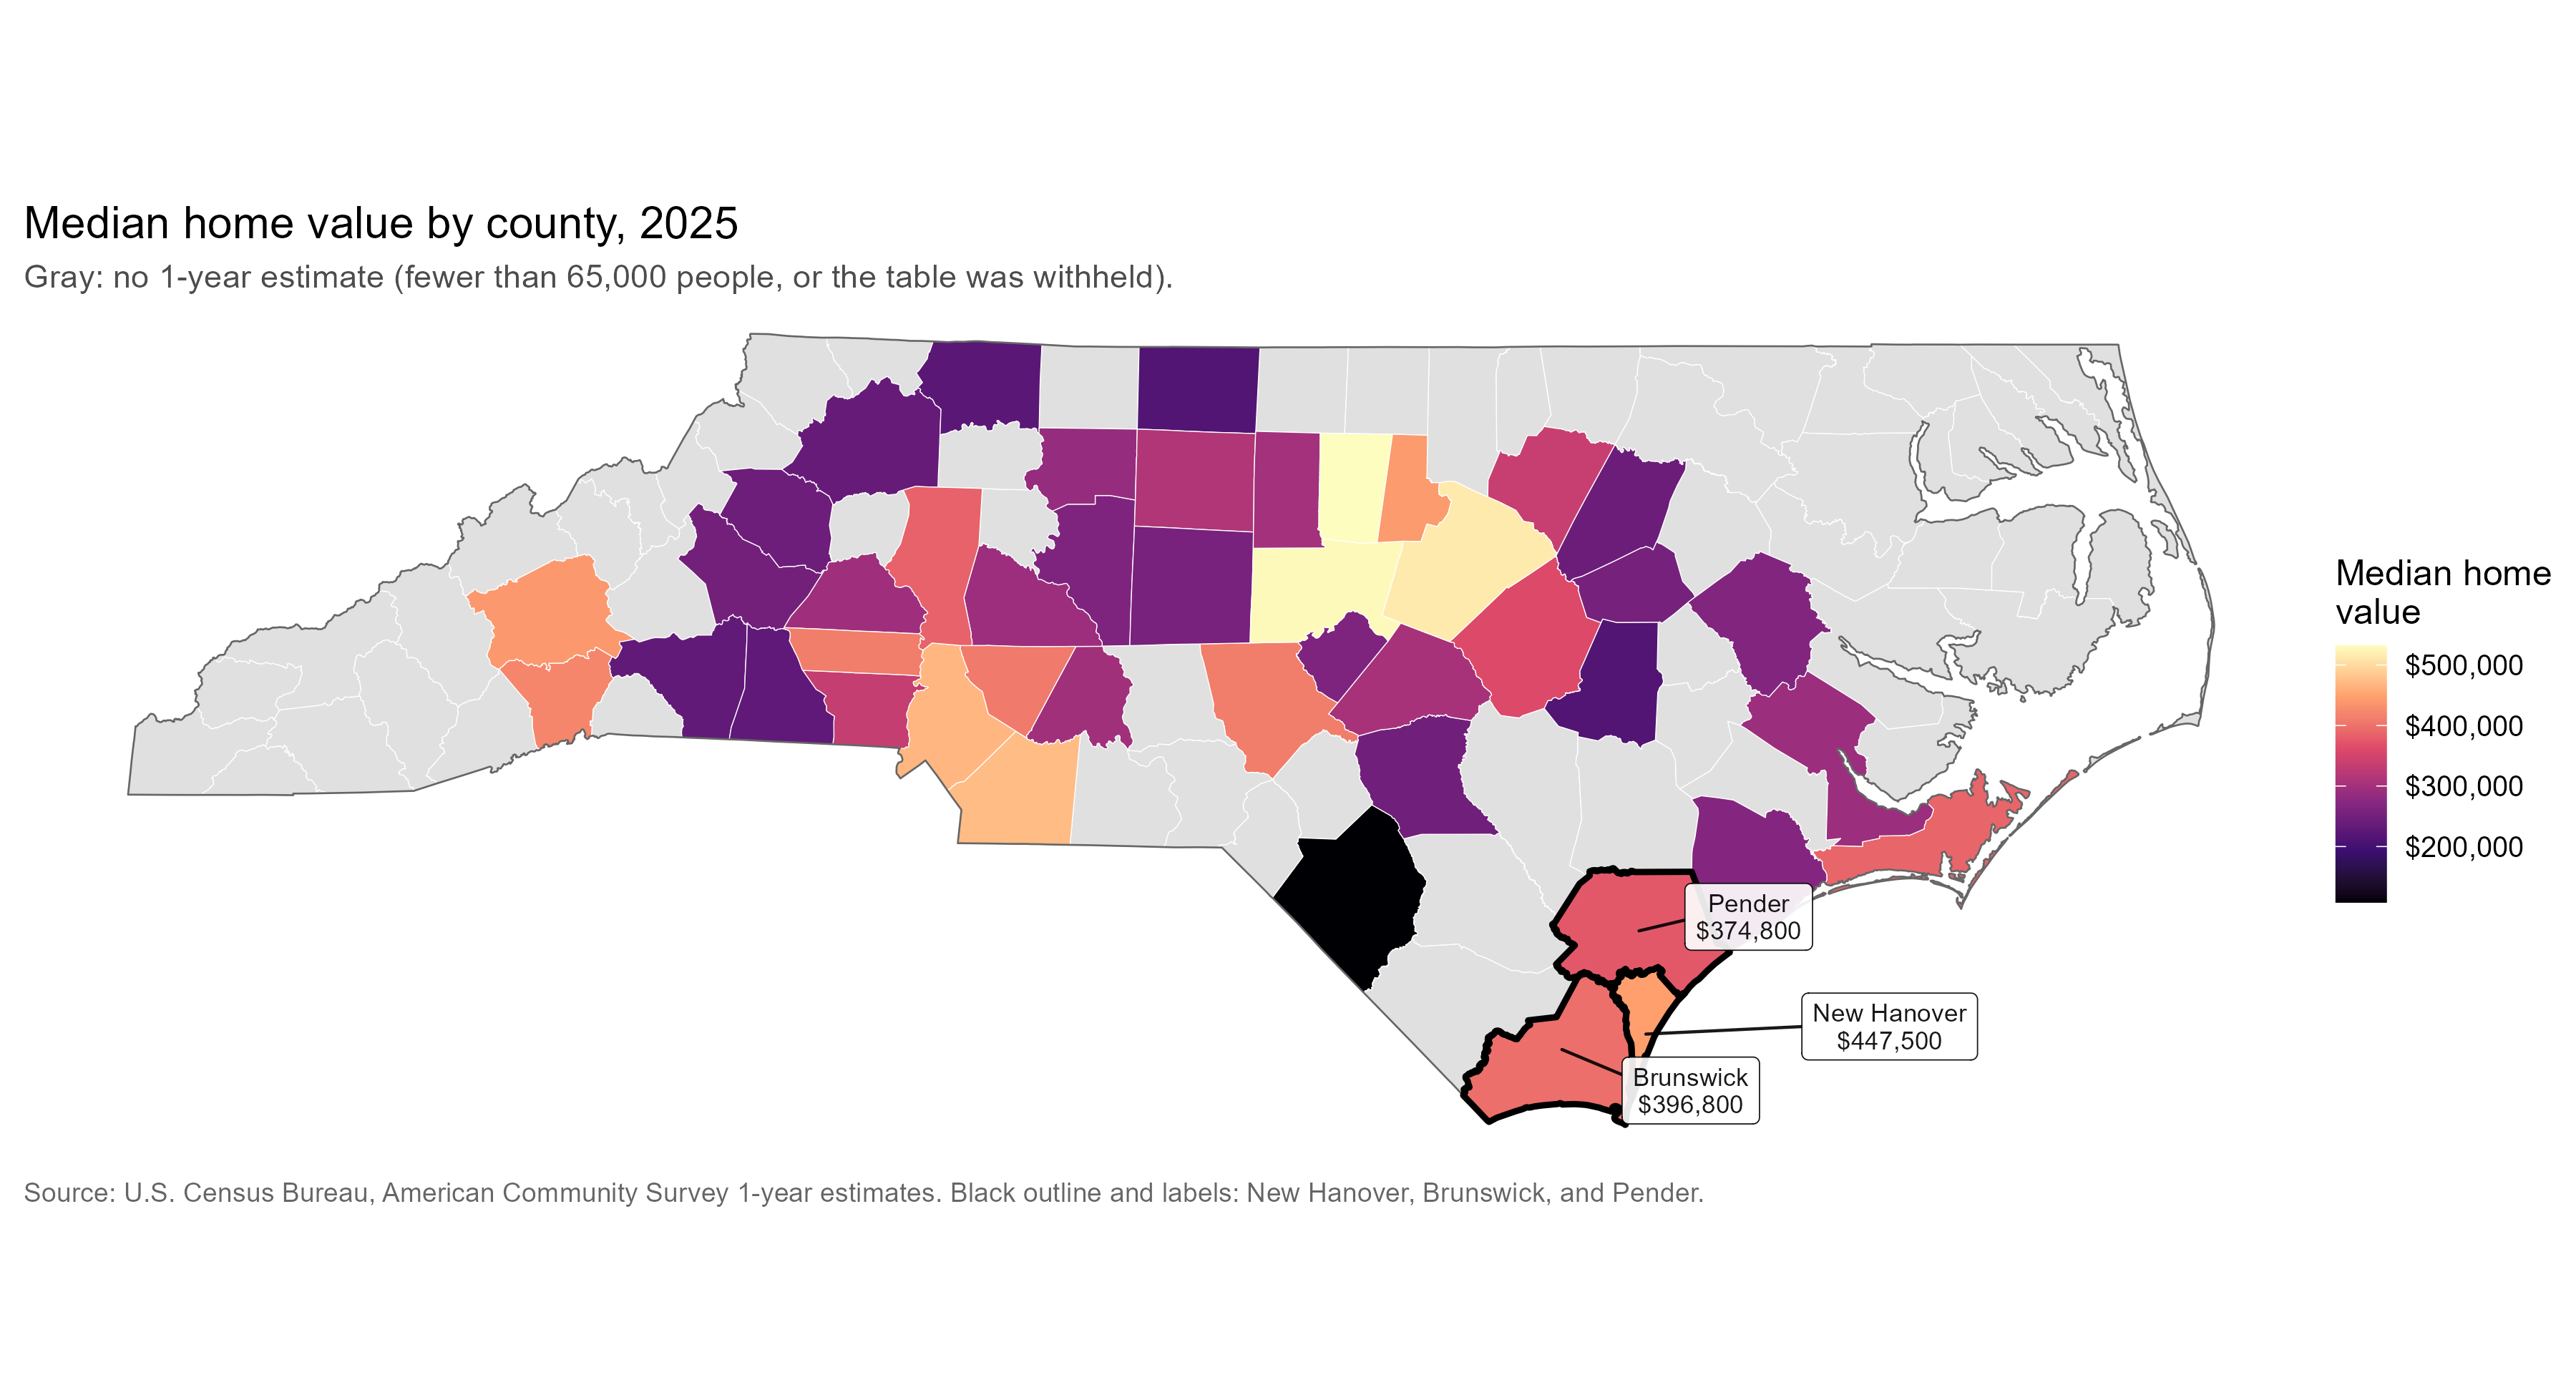 Median home value by county, 2025
Gray: no 1-year estimate (fewer than 65,000 people, or the table was withheld).
Median home
value
$500,000
$400,000
$300,000
$200,000
Pender
$374,800
New Hanover
$447,500
Brunswick
$396,800
Source: U.S. Census Bureau, American Community Survey 1-year estimates. Black outline and labels: New Hanover, Brunswick, and Pender.